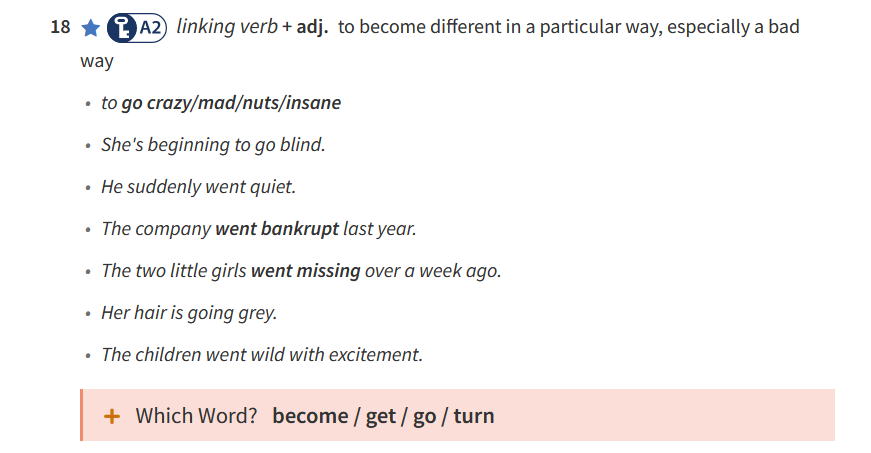 18 ★ A2 linking verb + adj. to become different in a particular way, especially a bad
way
• to go crazy/mad/nuts/insane
• She's beginning to go blind.
• He suddenly went quiet.
• The company went bankrupt last year.
• The two little girls went missing over a week ago.
• Her hair is going grey.
• The children went wild with excitement.
+ Which Word? become / get / go / turn